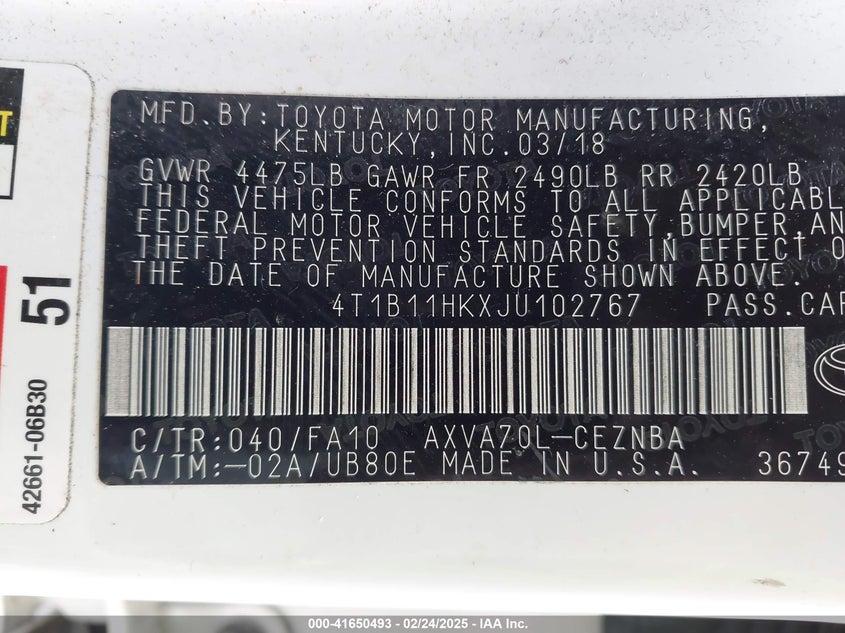 MFD. BY: TOYOTA MOTOR MANUFACTURING,
KENTUCKY, INC. 03/18
GVWR 4475LB GAWR FR 2490LB RR 2420LB
THIS VEHICLE CONFORMS TO ALL APPLICABL
FEDERAL MOTOR VEHICLE SAFETY, BUMPER, AN
THEFT PREVENTION STANDARDS IN EFFECT O
THE DATE OF MANUFACTURE SHOWN ABOVE.
4T1B11HKXJU102767 PASS. CAR
C/TR: 040/FA10 AXVA70L-CEZNBA
A/TM: -02A/UB80E MADE IN U.S.A. 36749
T
51
42661-06B30
TOYOTA
000-41650493 - 02/24/2025 - IAA Inc.